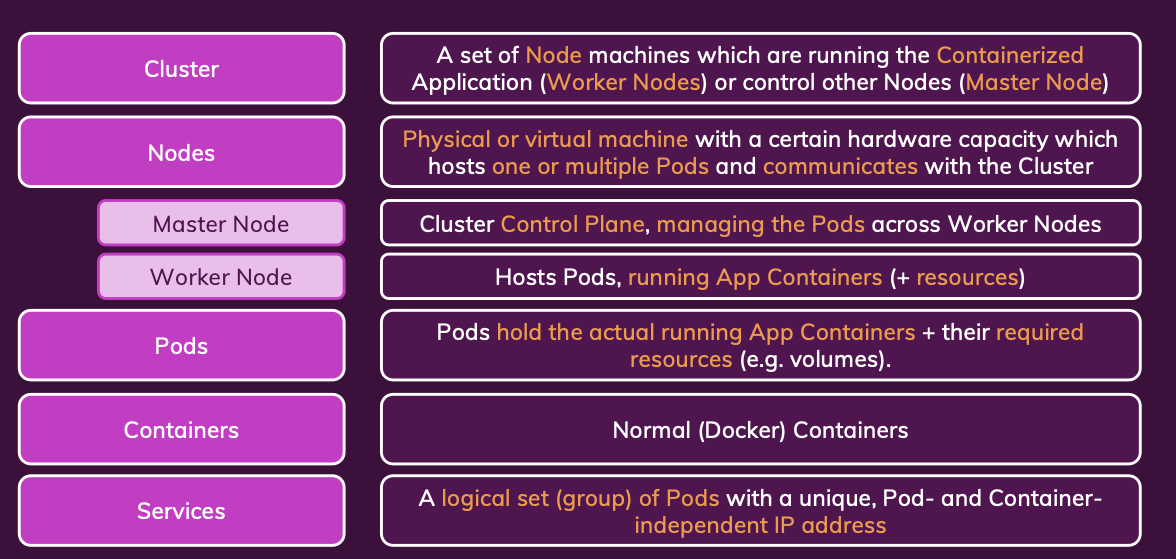 Cluster
A set of Node machines which are running the Containerized
Application (Worker Nodes) or control other Nodes (Master Node)
Nodes
Physical or virtual machine with a certain hardware capacity which
hosts one or multiple Pods and communicates with the Cluster
Master Node
Cluster Control Plane, managing the Pods across Worker Nodes
Worker Node
Hosts Pods, running App Containers (+ resources)
Pods
Pods hold the actual running App Containers + their required
resources (e.g. volumes).
Containers
Normal (Docker) Containers
Services
A logical set (group) of Pods with a unique, Pod- and Container-
independent IP address